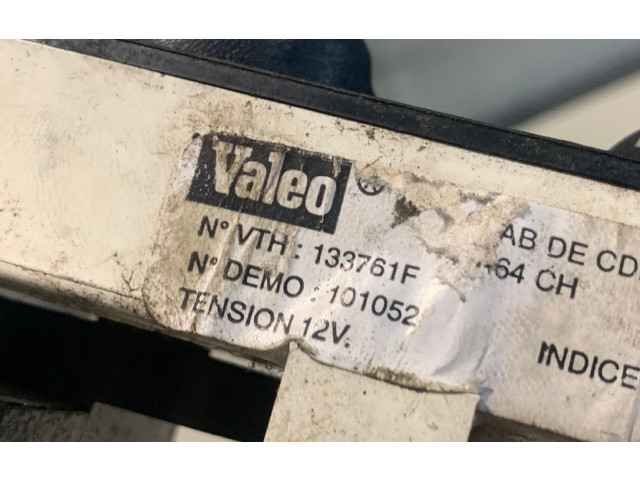 Valeo ®
N° VTH : 133761F
N° DEMO : 101052
TENSION 12V.
AB DE CD
64 CH
INDICE